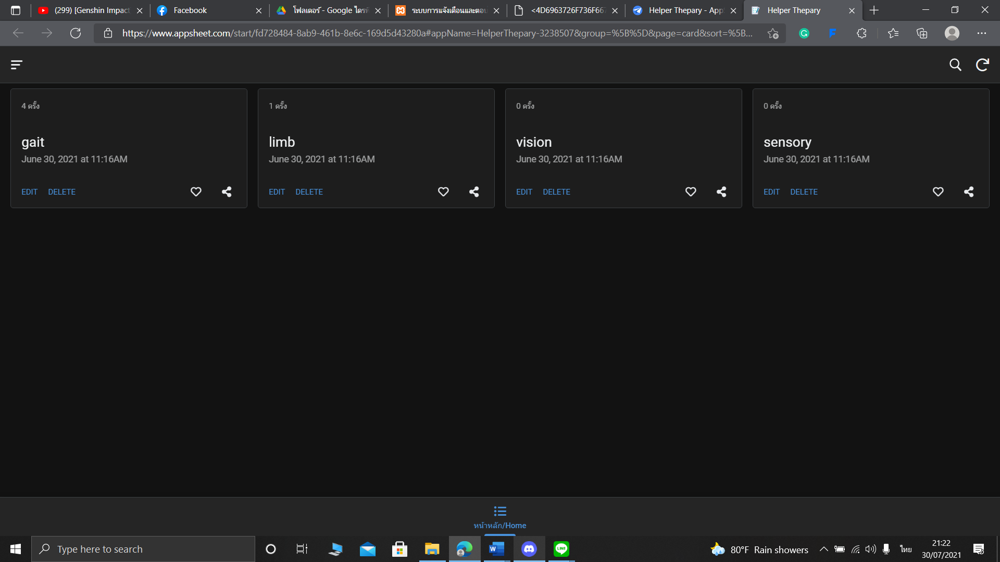 (299) [Genshin Impact
Facebook
โฟลเดอร์ - Google ไดรฟ์
ระบบการแจ้งเตือนและตอบ
<4D6963726F736F667
Helper Thepary - App
Helper Thepary
https://www.appsheet.com/start/fd728484-8ab9-461b-8e6c-169d5d43280a#appName=HelperThepary-3238507&group=%5B%5D&page=card&sort=%5B...
4 ครั้ง
gait
June 30, 2021 at 11:16AM
EDIT DELETE
1 ครั้ง
limb
June 30, 2021 at 11:16AM
EDIT DELETE
0 ครั้ง
vision
June 30, 2021 at 11:16AM
EDIT DELETE
0 ครั้ง
sensory
June 30, 2021 at 11:16AM
EDIT DELETE
หน้าหลัก/Home
Type here to search
80°F Rain showers
ไทย
21:22
30/07/2021